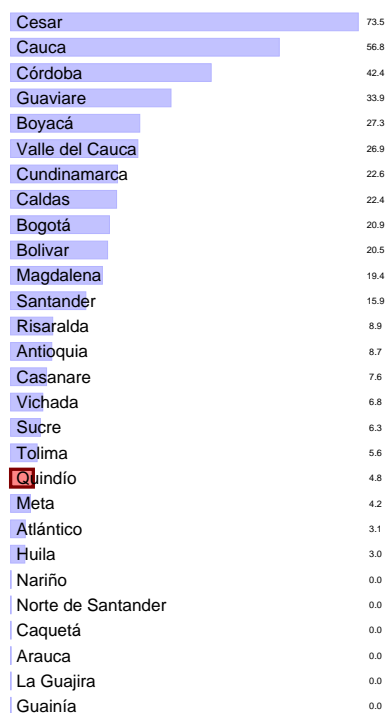 Cesar 73.5
Cauca 56.8
Córdoba 42.4
Guaviare 33.9
Boyacá 27.3
Valle del Cauca 26.9
Cundinamarca 22.6
Caldas 22.4
Bogotá 20.9
Bolivar 20.5
Magdalena 19.4
Santander 15.9
Risaralda 8.9
Antioquia 8.7
Casanare 7.6
Vichada 6.8
Sucre 6.3
Tolima 5.6
Quindío 4.8
Meta 4.2
Atlántico 3.1
Huila 3.0
Nariño 0.0
Norte de Santander 0.0
Caquetá 0.0
Arauca 0.0
La Guajira 0.0
Guainía 0.0